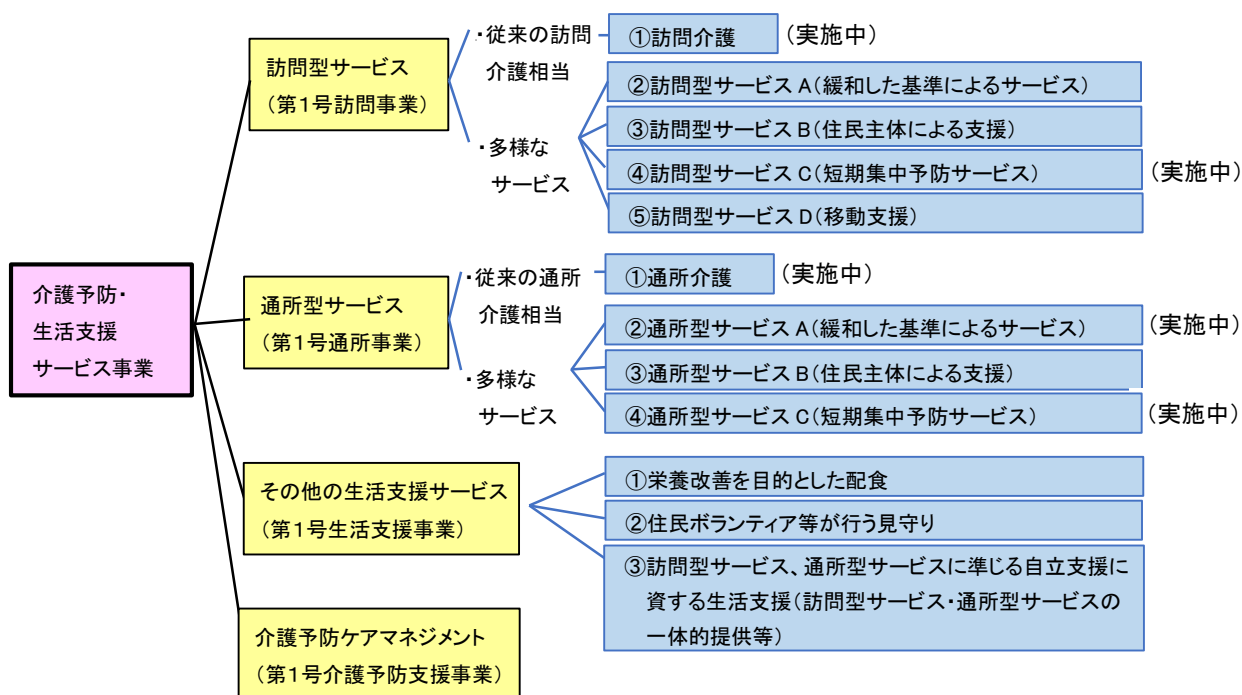 介護予防・
生活支援
サービス事業
訪問型サービス
（第１号訪問事業）
・従来の訪問
介護相当
①訪問介護
（実施中）
・多様な
サービス
②訪問型サービス A（緩和した基準によるサービス）
③訪問型サービス B（住民主体による支援）
④訪問型サービス C（短期集中予防サービス）
（実施中）
⑤訪問型サービス D（移動支援）
通所型サービス
（第１号通所事業）
・従来の通所
介護相当
①通所介護
（実施中）
・多様な
サービス
②通所型サービス A（緩和した基準によるサービス）
（実施中）
③通所型サービス B（住民主体による支援）
④通所型サービス C（短期集中予防サービス）
（実施中）
その他の生活支援サービス
（第１号生活支援事業）
①栄養改善を目的とした配食
②住民ボランティア等が行う見守り
③訪問型サービス、通所型サービスに準じる自立支援に
資する生活支援（訪問型サービス・通所型サービスの
一体的提供等）
介護予防ケアマネジメント
（第１号介護予防支援事業）